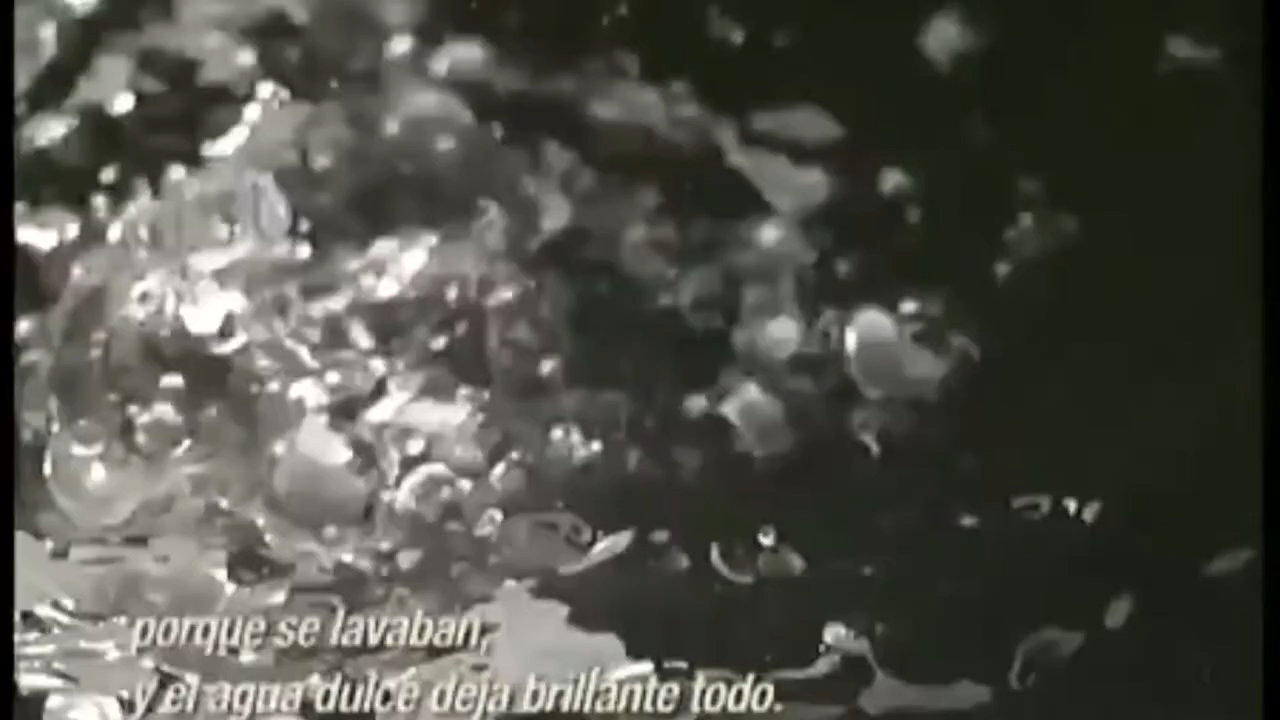 porque se lavaban,
y el agua dulce deja brillante todo.